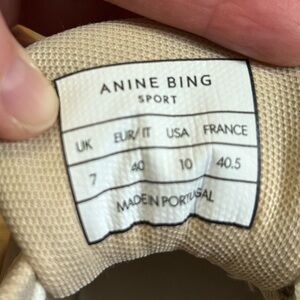 ANINE BING
SPORT
UK EUR/IT USA FRANCE
7 40 10 40.5
MADE IN PORTUGAL